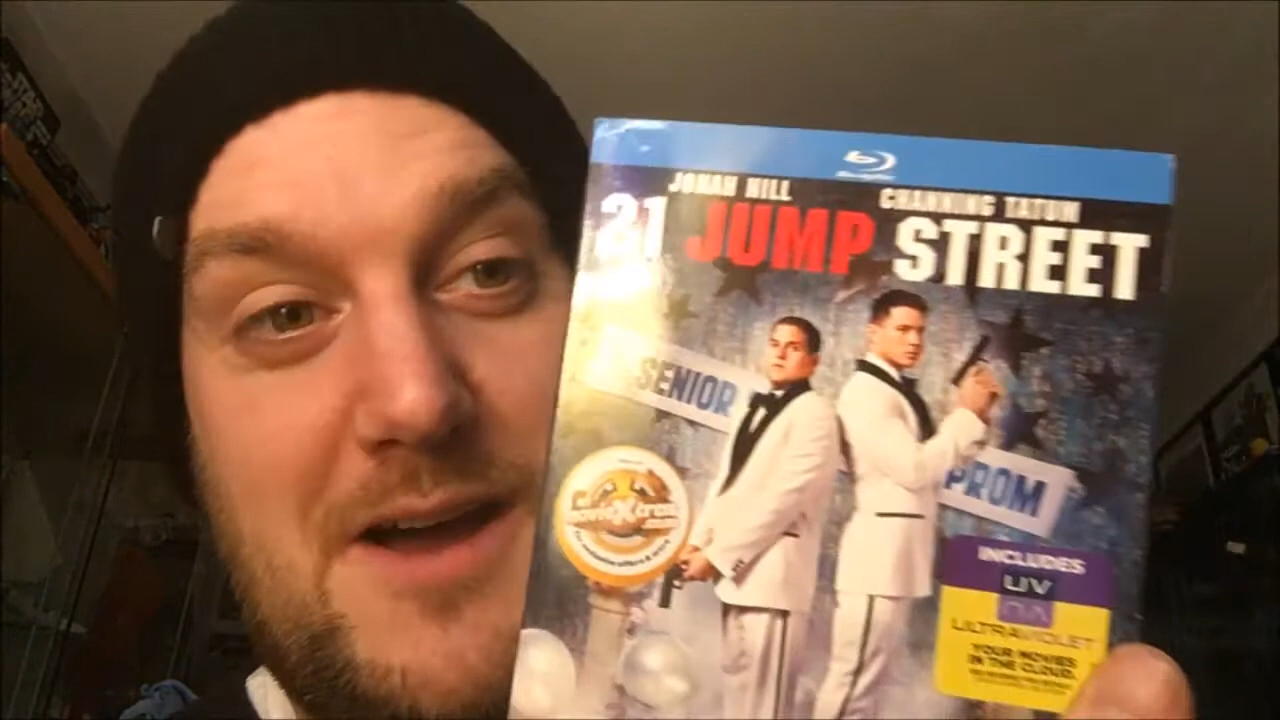 JONAH HILL
CHANNING TATUM
21 JUMP STREET
SENIOR
PROM
INCLUDES
UV
ULTRAVIOLET
YOUR MOVIES
IN THE CLOUD.